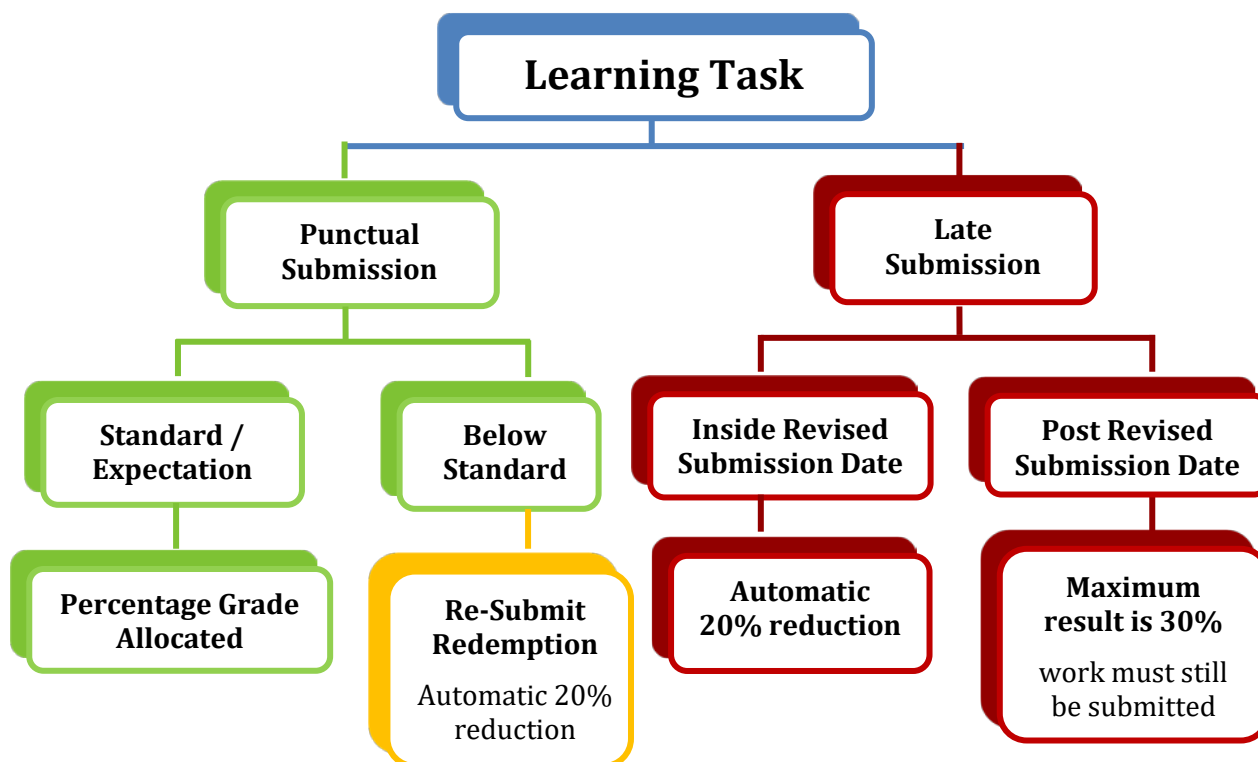 Learning Task
Punctual
Submission
Late
Submission
Standard /
Expectation
Below
Standard
Inside Revised
Submission Date
Post Revised
Submission Date
Percentage Grade
Allocated
Re-Submit
Redemption
Automatic 20%
reduction
Automatic
20% reduction
Maximum
result is 30%
work must still
be submitted